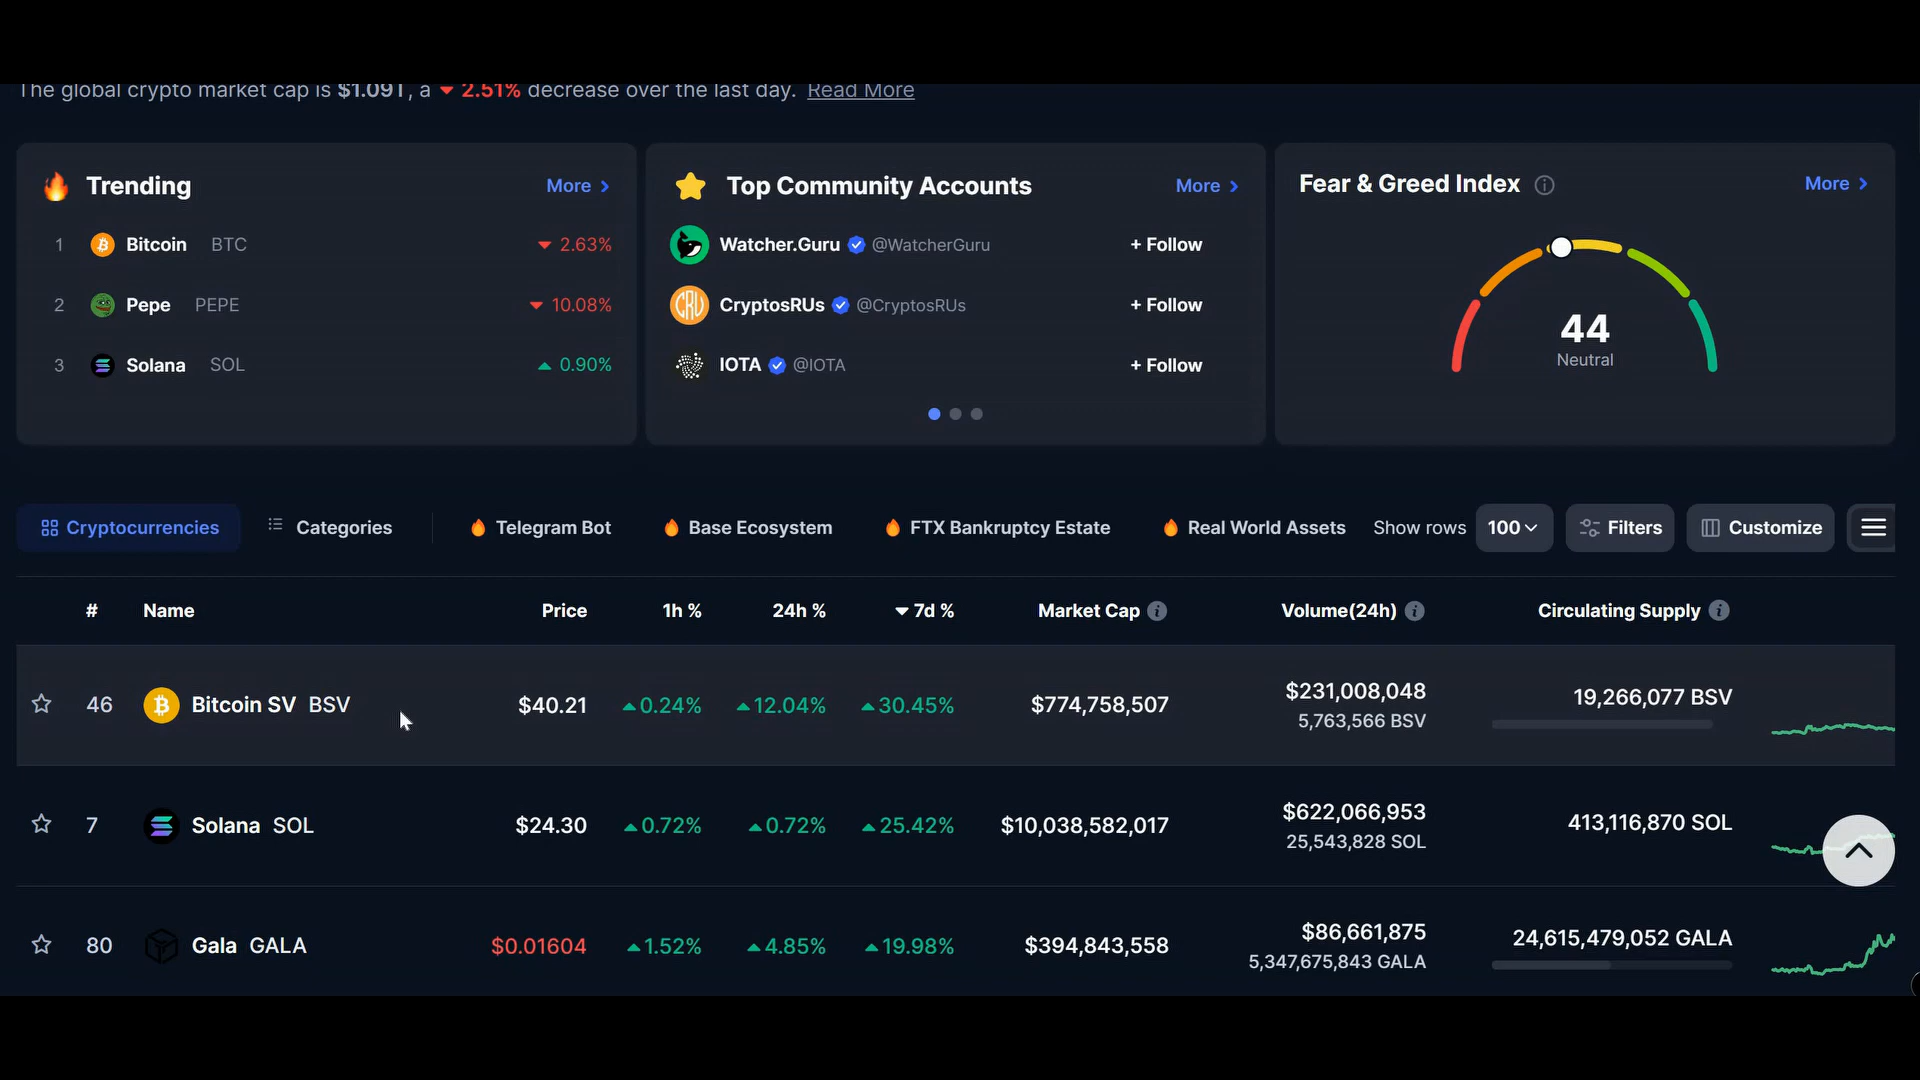 The global crypto market cap is $1.09T, a 2.51% decrease over the last day. Read More
Trending
More
1 Bitcoin BTC 2.63%
2 Pepe PEPE 10.08%
3 Solana SOL 0.90%
Top Community Accounts
More
Watcher.Guru @WatcherGuru + Follow
CRU
CryptosRUs @CryptosRUs + Follow
IOTA @IOTA + Follow
Fear & Greed Index
More
44
Neutral
Cryptocurrencies Categories Telegram Bot Base Ecosystem FTX Bankruptcy Estate Real World Assets Show rows 100 Filters Customize
# Name Price 1h % 24h % 7d % Market Cap Volume(24h) Circulating Supply
46 Bitcoin SV BSV $40.21 0.24% 12.04% 30.45% $774,758,507 $231,008,048 19,266,077 BSV
5,763,566 BSV
7 Solana SOL $24.30 0.72% 0.72% 25.42% $10,038,582,017 $622,066,953 413,116,870 SOL
25,543,828 SOL
80 Gala GALA $0.01604 1.52% 4.85% 19.98% $394,843,558 $86,661,875 24,615,479,052 GALA
5,347,675,843 GALA